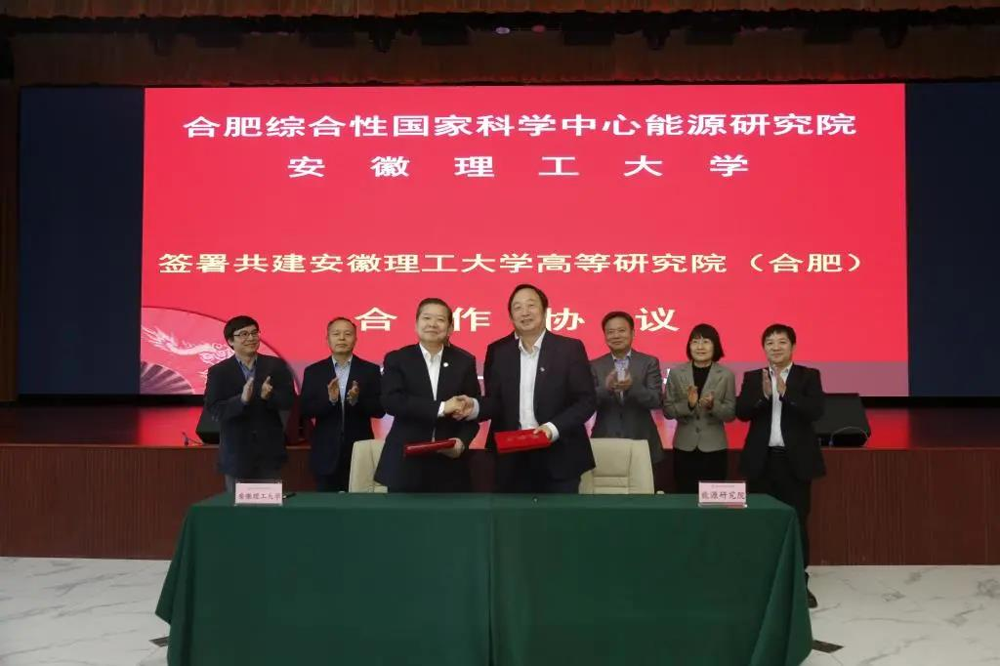 合肥综合性国家科学中心能源研究院
安徽理工大学
签署共建安徽理工大学高等研究院（合肥）
合作协议
安徽理工大学
能源研究院